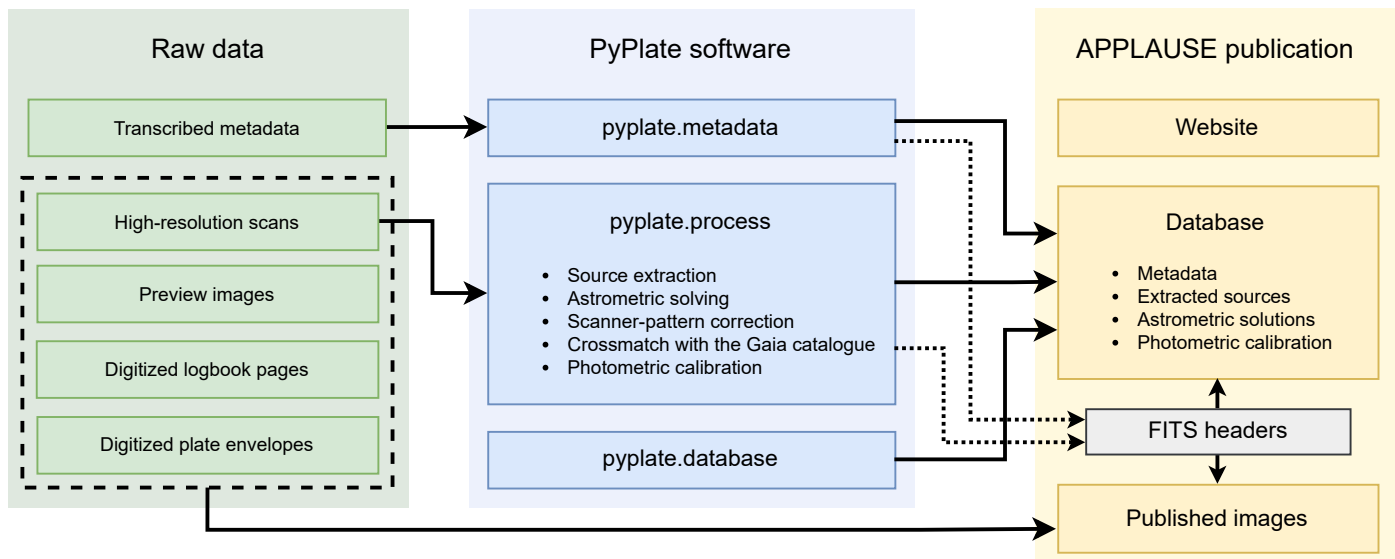 Raw data
Transcribed metadata
High-resolution scans
Preview images
Digitized logbook pages
Digitized plate envelopes
PyPlate software
pyplate.metadata
pyplate.process
• Source extraction
• Astrometric solving
• Scanner-pattern correction
• Crossmatch with the Gaia catalogue
• Photometric calibration
pyplate.database
APPLAUSE publication
Website
Database
• Metadata
• Extracted sources
• Astrometric solutions
• Photometric calibration
FITS headers
Published images